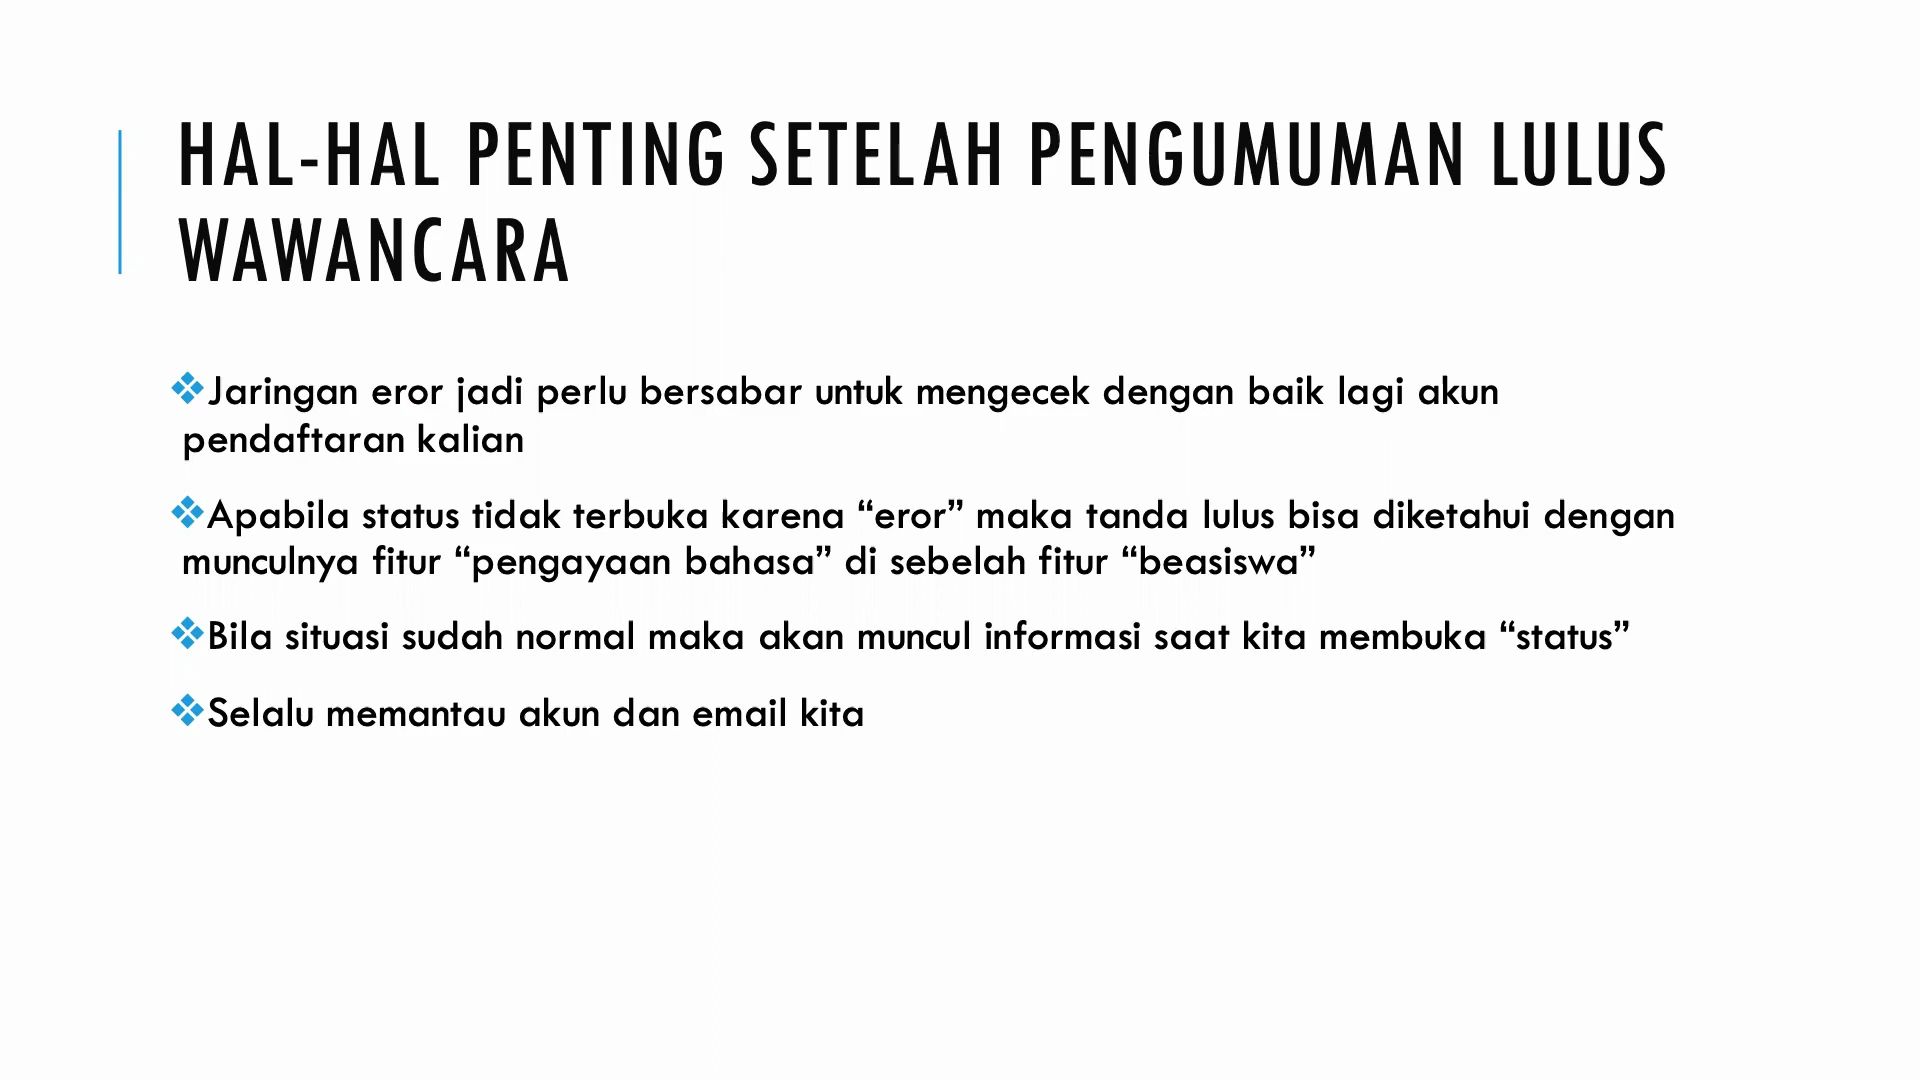 HAL-HAL PENTING SETELAH PENGUMUMAN LULUS
WAWANCARA
❖Jaringan eror jadi perlu bersabar untuk mengecek dengan baik lagi akun
pendaftaran kalian
❖Apabila status tidak terbuka karena “eror” maka tanda lulus bisa diketahui dengan
munculnya fitur “pengayaan bahasa” di sebelah fitur “beasiswa”
❖Bila situasi sudah normal maka akan muncul informasi saat kita membuka “status”
❖Selalu memantau akun dan email kita